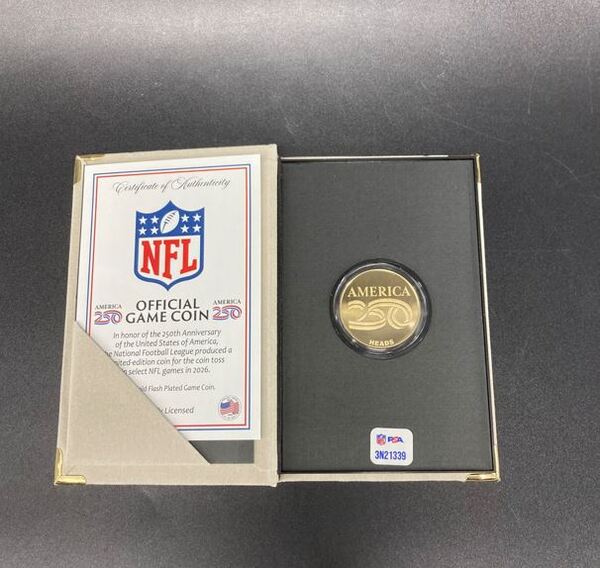 Certificate of Authenticity
NFL
AMERICA 250
OFFICIAL
GAME COIN
AMERICA 250
In honor of the 250th Anniversary
of the United States of America,
National Football League produced a
edition coin for the coin toss
select NFL games in 2026.
Flash Plated Game Coin.
Licensed
AMERICA
250
HEADS
NFL PSA
3N21339